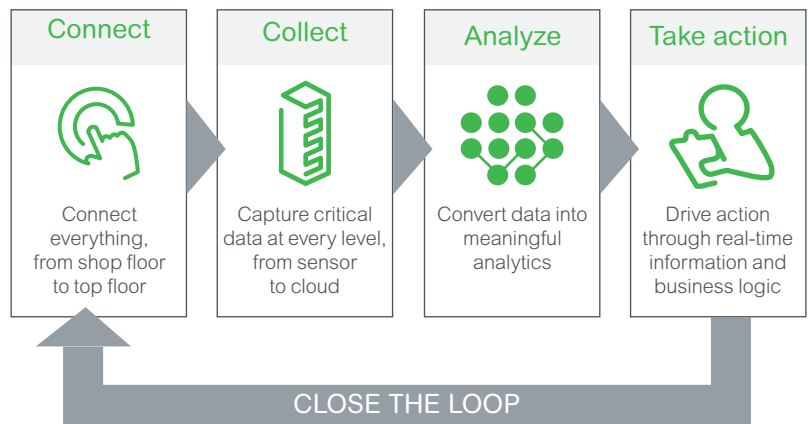 Connect
Connect
everything,
from shop floor
to top floor
Collect
Capture critical
data at every level,
from sensor
to cloud
Analyze
Convert data into
meaningful
analytics
Take action
Drive action
through real-time
information and
business logic
CLOSE THE LOOP